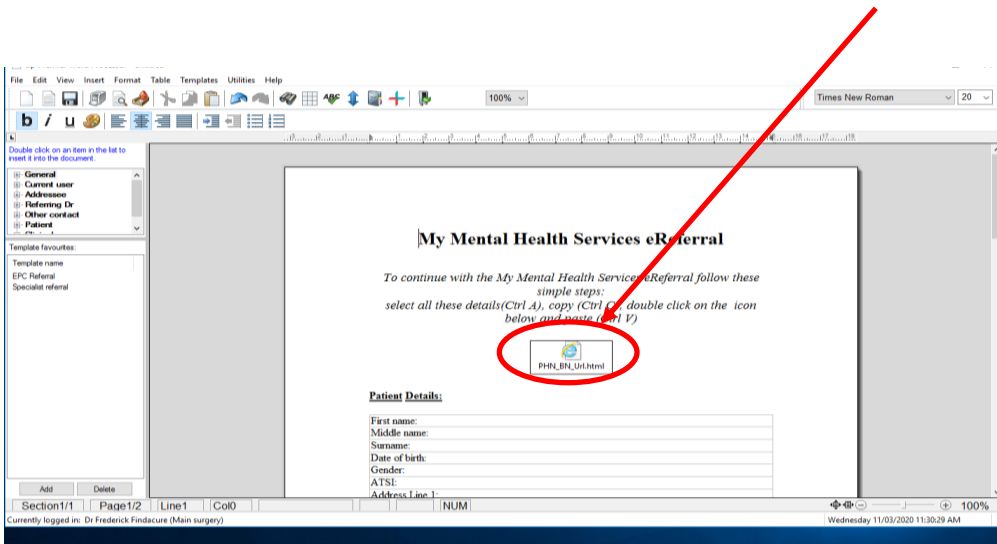 File Edit View Insert Format Table Templates Utilities Help
100%
Times New Roman
20
b i u
Double click on an item in the list to
insert it into the document.
General
Current user
Addressee
Referring Dr
Other contact
Patient
Template favourites:
Template name
EPC Referral
Specialist referral
Add Delete
My Mental Health Services eReferral
To continue with the My Mental Health Services eReferral follow these
simple steps:
select all these details(Ctrl A), copy (Ctrl C), double click on the icon
below and paste (Ctrl V)
PHN_BN_Url.html
Patient Details:
First name:
Middle name:
Surname:
Date of birth:
Gender:
ATSI:
Address Line 1:
Section1/1 Page1/2 Line1 Col0 NUM 100%
Currently logged in: Dr Frederick Findacure (Main surgery) Wednesday 11/03/2020 11:30:29 AM